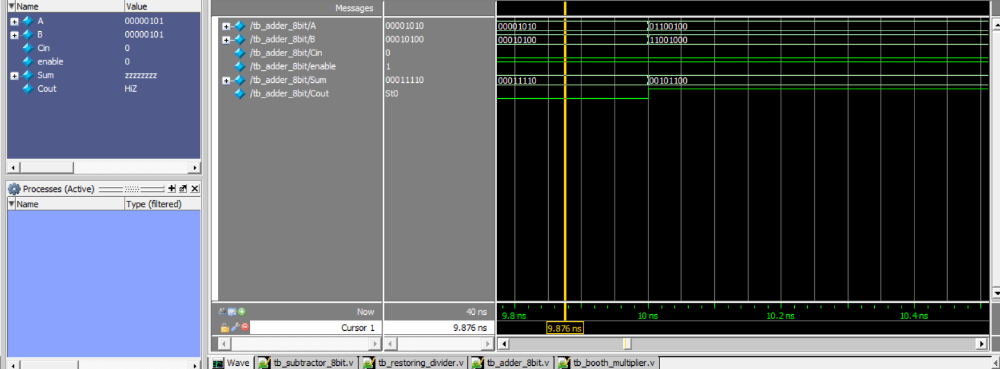 Name Value
A 00000101
B 00000101
Cin 0
enable 0
Sum zzzzzzzz
Cout HiZ
Processes (Active)
Name Type (filtered)
Messages
/tb_adder_8bit/A 00001010 00001010 01100100
/tb_adder_8bit/B 00010100 00010100 11001000
/tb_adder_8bit/Cin 0
/tb_adder_8bit/enable 1
/tb_adder_8bit/Sum 00011110 00011110 00101100
/tb_adder_8bit/Cout St0
Now 40 ns 9.8 ns 10 ns 10.2 ns 10.4 ns
Cursor 1 9.876 ns 9.876 ns
Wave tb_subtractor_8bit.v tb_restoring_divider.v tb_adder_8bit.v tb_booth_multiplier.v